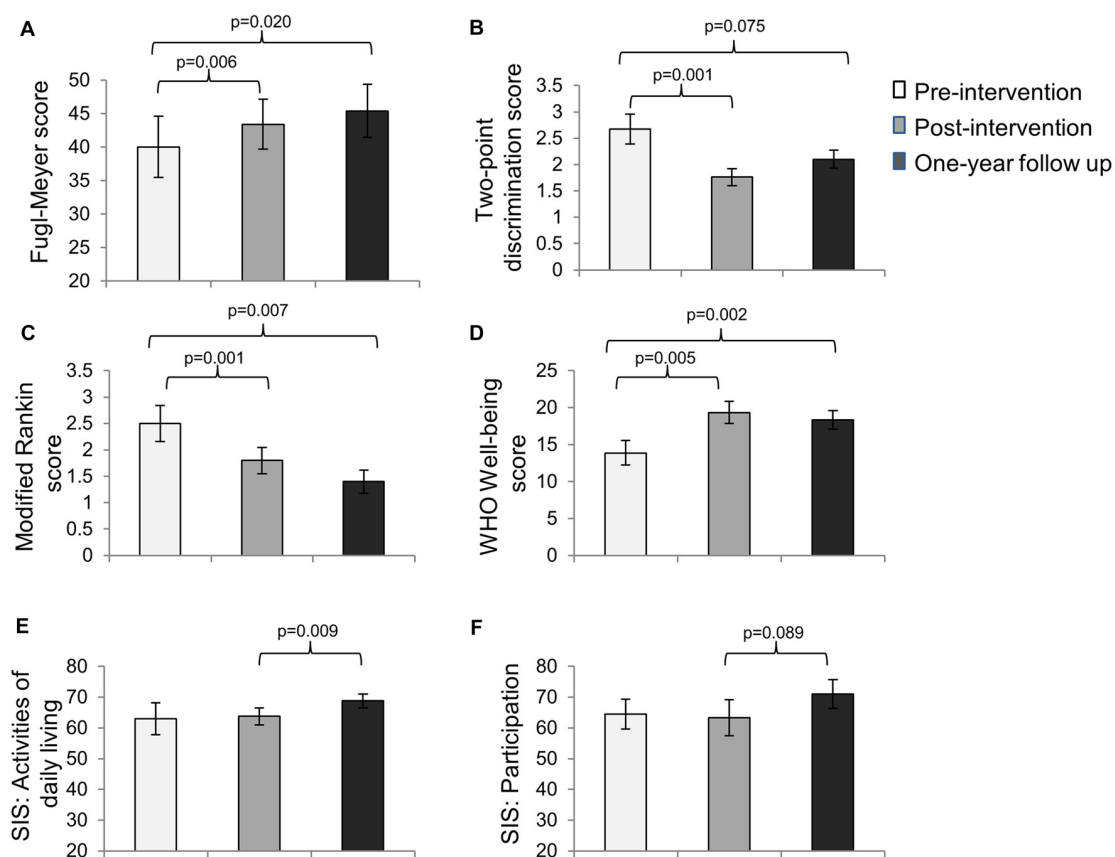 A
p=0.020
p=0.006
Fugl-Meyer score
50
45
40
35
30
25
20
B
p=0.075
p=0.001
Two-point
discrimination score
3.5
3
2.5
2
1.5
1
0.5
0
Pre-intervention
Post-intervention
One-year follow up
C
p=0.007
p=0.001
Modified Rankin
score
3.5
3
2.5
2
1.5
1
0.5
0
D
p=0.002
p=0.005
WHO Well-being
score
25
20
15
10
5
0
E
p=0.009
SIS: Activities of
daily living
80
70
60
50
40
30
20
F
p=0.089
SIS: Participation
80
70
60
50
40
30
20